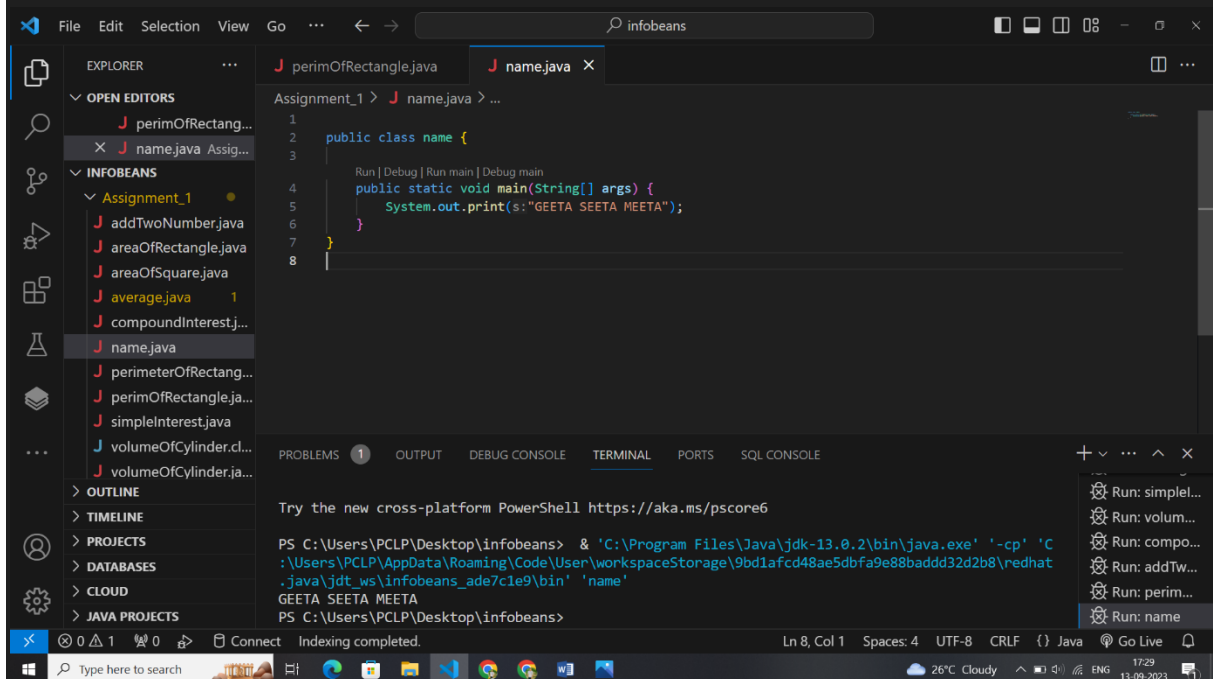 File Edit Selection View Go ··· infobeans
EXPLORER ···
OPEN EDITORS
perimOfRectang...
name.java Assig...
INFOBEANS
Assignment_1
addTwoNumber.java
areaOfRectangle.java
areaOfSquare.java
average.java 1
compoundInterest.j...
name.java
perimeterOfRectang...
perimOfRectangle.ja...
simpleInterest.java
volumeOfCylinder.cl...
volumeOfCylinder.ja...
OUTLINE
TIMELINE
PROJECTS
DATABASES
CLOUD
JAVA PROJECTS
perimOfRectangle.java name.java
Assignment_1 > name.java > ...
1
2 public class name {
3
Run | Debug | Run main | Debug main
4 public static void main(String[] args) {
5 System.out.print(s:"GEETA SEETA MEETA");
6 }
7 }
8
PROBLEMS 1 OUTPUT DEBUG CONSOLE TERMINAL PORTS SQL CONSOLE
Try the new cross-platform PowerShell https://aka.ms/pscore6
PS C:\Users\PCLP\Desktop\infobeans> & 'C:\Program Files\Java\jdk-13.0.2\bin\java.exe' '-cp' 'C
:\Users\PCLP\AppData\Roaming\Code\User\workspaceStorage\9bd1afcd48ae5dbfa9e88baddd32d2b8\redhat
.java\jdt_ws\infobeans_ade7c1e9\bin' 'name'
GEETA SEETA MEETA
PS C:\Users\PCLP\Desktop\infobeans>
Run: simpleI...
Run: volum...
Run: compo...
Run: addTw...
Run: perim...
Run: name
0 1 0 Connect Indexing completed. Ln 8, Col 1 Spaces: 4 UTF-8 CRLF {} Java Go Live
Type here to search 26°C Cloudy ENG 17:29
13-09-2023